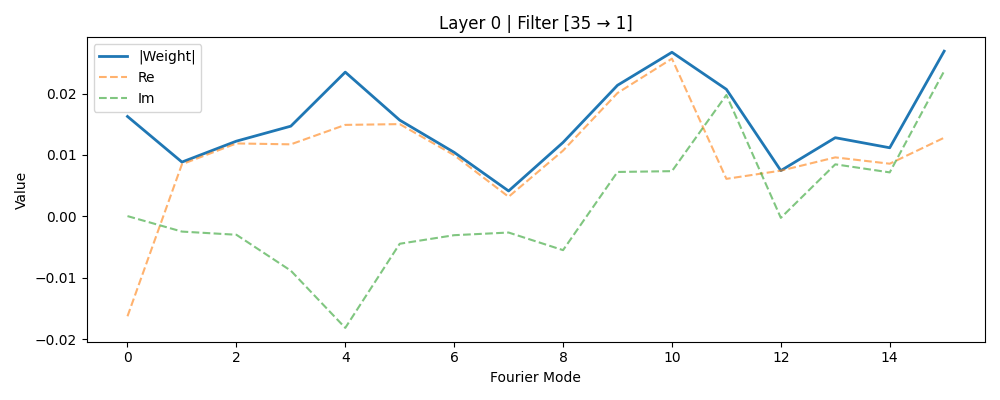 Layer 0 | Filter [35 → 1]
|Weight|
Re
Im
Value
0.02
0.01
0.00
−0.01
−0.02
0 2 4 6 8 10 12 14
Fourier Mode